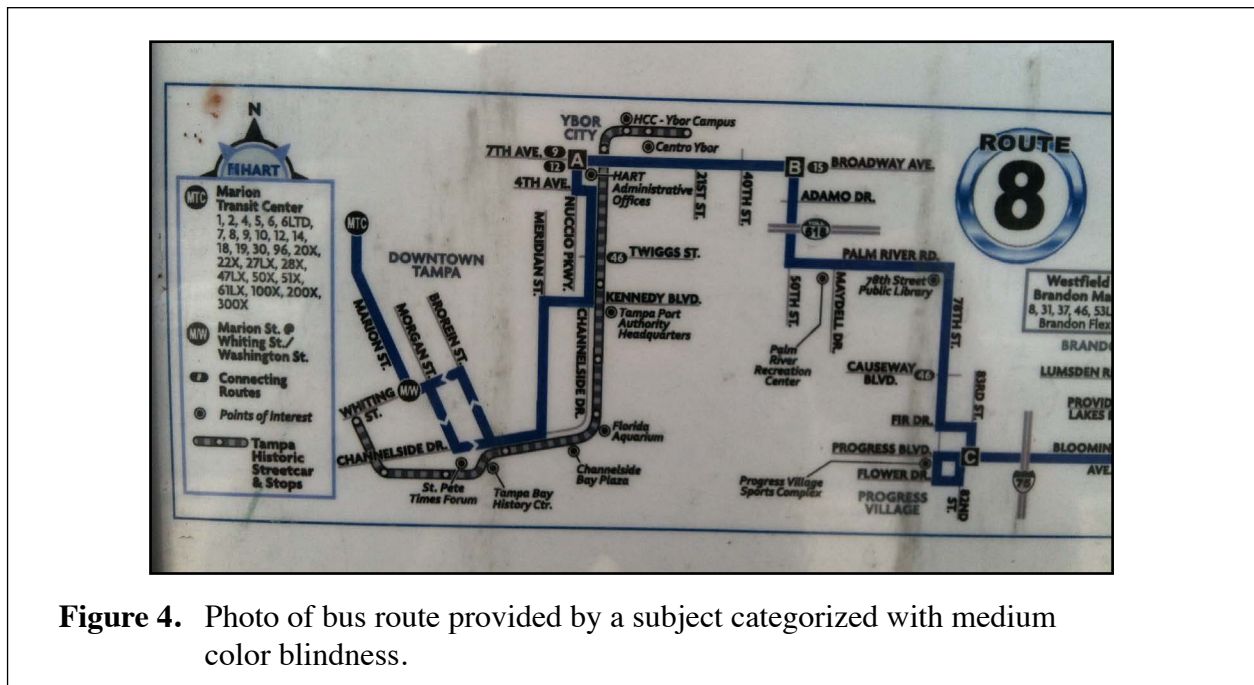 N
HART
MTC
Marion
Transit Center
1, 2, 4, 5, 6, 6LTD,
7, 8, 9, 10, 12, 14,
18, 19, 30, 96, 20X,
22X, 27LX, 28X,
47LX, 50X, 51X,
61LX, 100X, 200X,
300X
M/W
Marion St. @
Whiting St./
Washington St.
#
Connecting
Routes
Points of Interest
Tampa
Historic
Streetcar
& Stops
MTC
DOWNTOWN
TAMPA
MARION ST.
MORGAN ST.
BROREIN ST.
WHITING
ST.
M/W
CHANNELSIDE DR.
St. Pete
Times Forum
Tampa Bay
History Ctr.
Channelside
Bay Plaza
Florida
Aquarium
YBOR
CITY
HCC - Ybor Campus
Centro Ybor
7TH AVE.
9
12
A
4TH AVE.
HART
Administrative
Offices
MERIDIAN ST.
NUCCIO PKWY.
46
TWIGGS ST.
KENNEDY BLVD.
Tampa Port
Authority
Headquarters
CHANNELSIDE DR.
21ST ST.
40TH ST.
B
15
BROADWAY AVE.
ADAMO DR.
TOLL
618
PALM RIVER RD.
78th Street
Public Library
50TH ST.
MAYDELL DR.
78TH ST.
Palm
River
Recreation
Center
CAUSEWAY
BLVD.
46
83RD ST.
FIR DR.
PROGRESS BLVD.
C
FLOWER DR.
Progress Village
Sports Complex
PROGRESS
VILLAGE
82ND
ST.
75
ROUTE
8
Westfield
Brandon Ma
8, 31, 37, 46, 53L
Brandon Flex
BRANDO
LUMSDEN R
PROVID
LAKES
BLOOMIN
AVE.
Figure 4. Photo of bus route provided by a subject categorized with medium
color blindness.